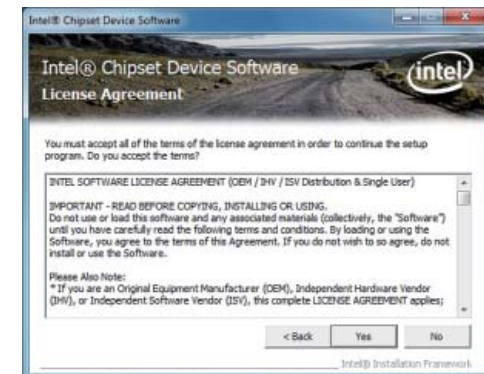 Intel® Chipset Device Software
Intel® Chipset Device Software
License Agreement
intel
You must accept all of the terms of the license agreement in order to continue the setup
program. Do you accept the terms?
INTEL SOFTWARE LICENSE AGREEMENT (OEM / IHV / ISV Distribution & Single User)
IMPORTANT - READ BEFORE COPYING, INSTALLING OR USING.
Do not use or load this software and any associated materials (collectively, the "Software")
until you have carefully read the following terms and conditions. By loading or using the
Software, you agree to the terms of this Agreement. If you do not wish to so agree, do not
install or use the Software.
Please Also Note:
* If you are an Original Equipment Manufacturer (OEM), Independent Hardware Vendor
(IHV), or Independent Software Vendor (ISV), this complete LICENSE AGREEMENT applies;
< Back Yes No
Intel® Installation Framework